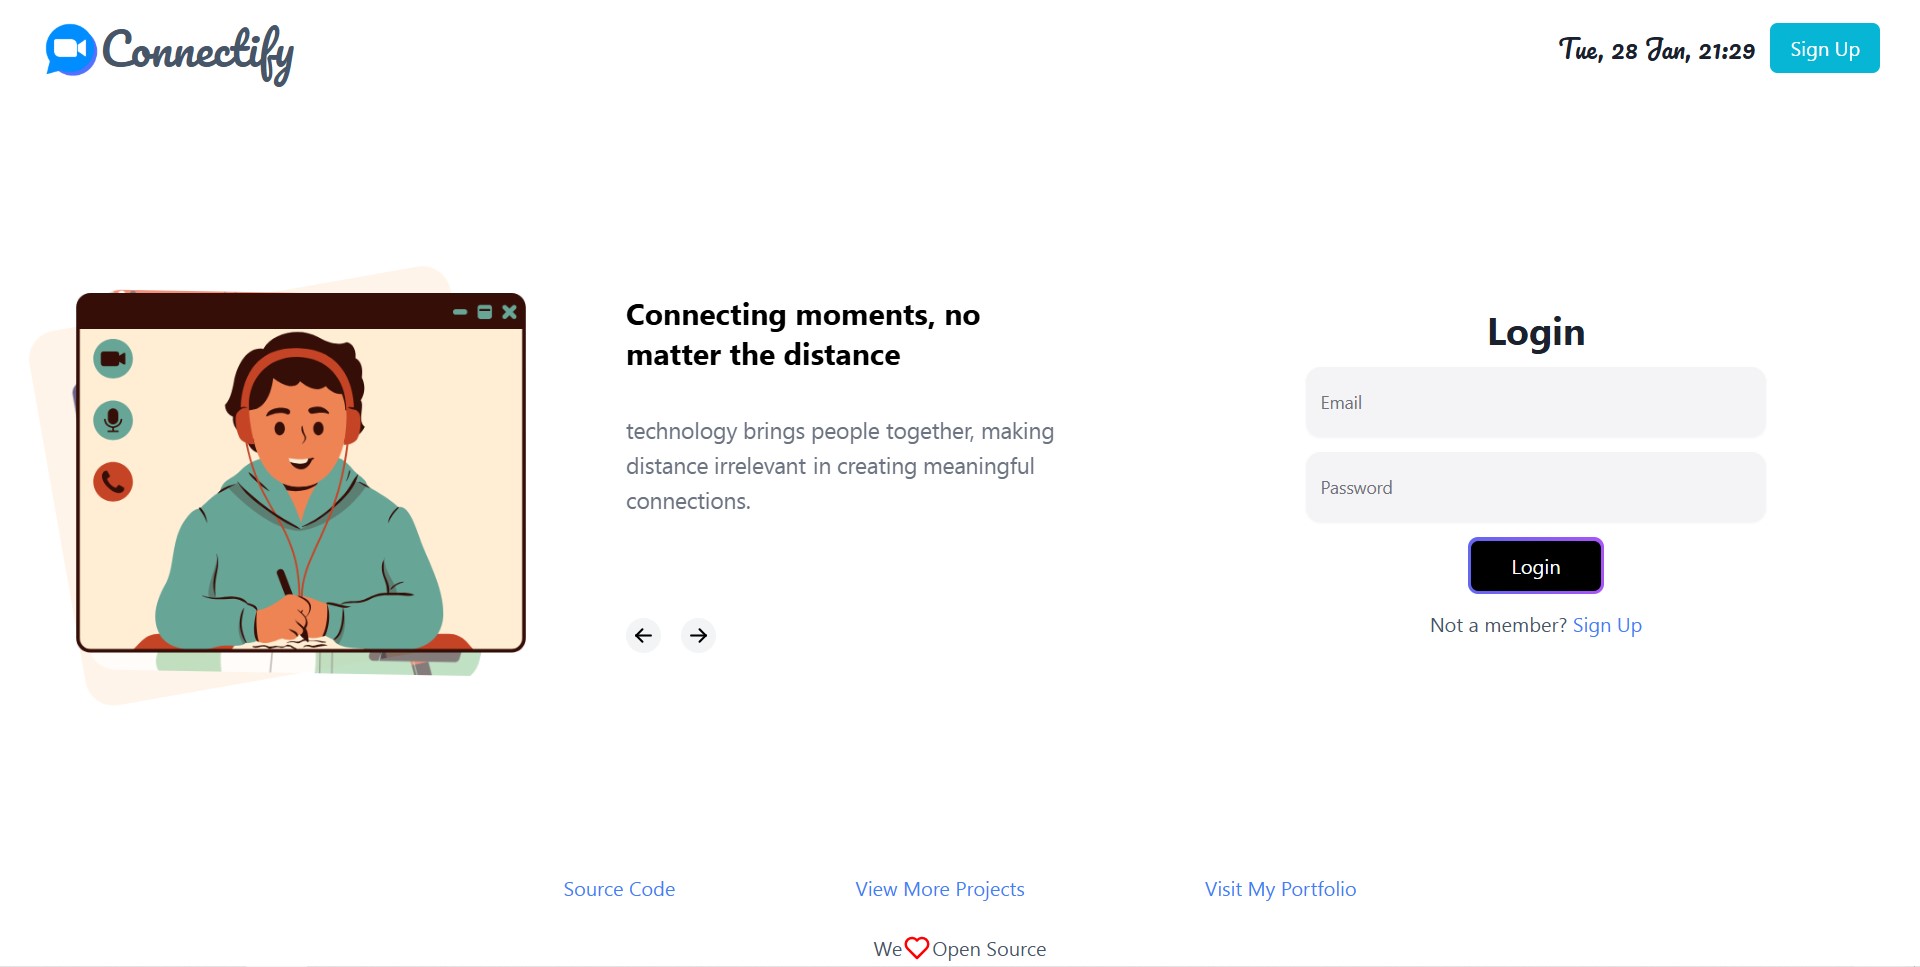 Connectify
Tue, 28 Jan, 21:29
Sign Up
Connecting moments, no
matter the distance
technology brings people together, making
distance irrelevant in creating meaningful
connections.
Login
Email
Password
Login
Not a member? Sign Up
Source Code
View More Projects
Visit My Portfolio
We Open Source